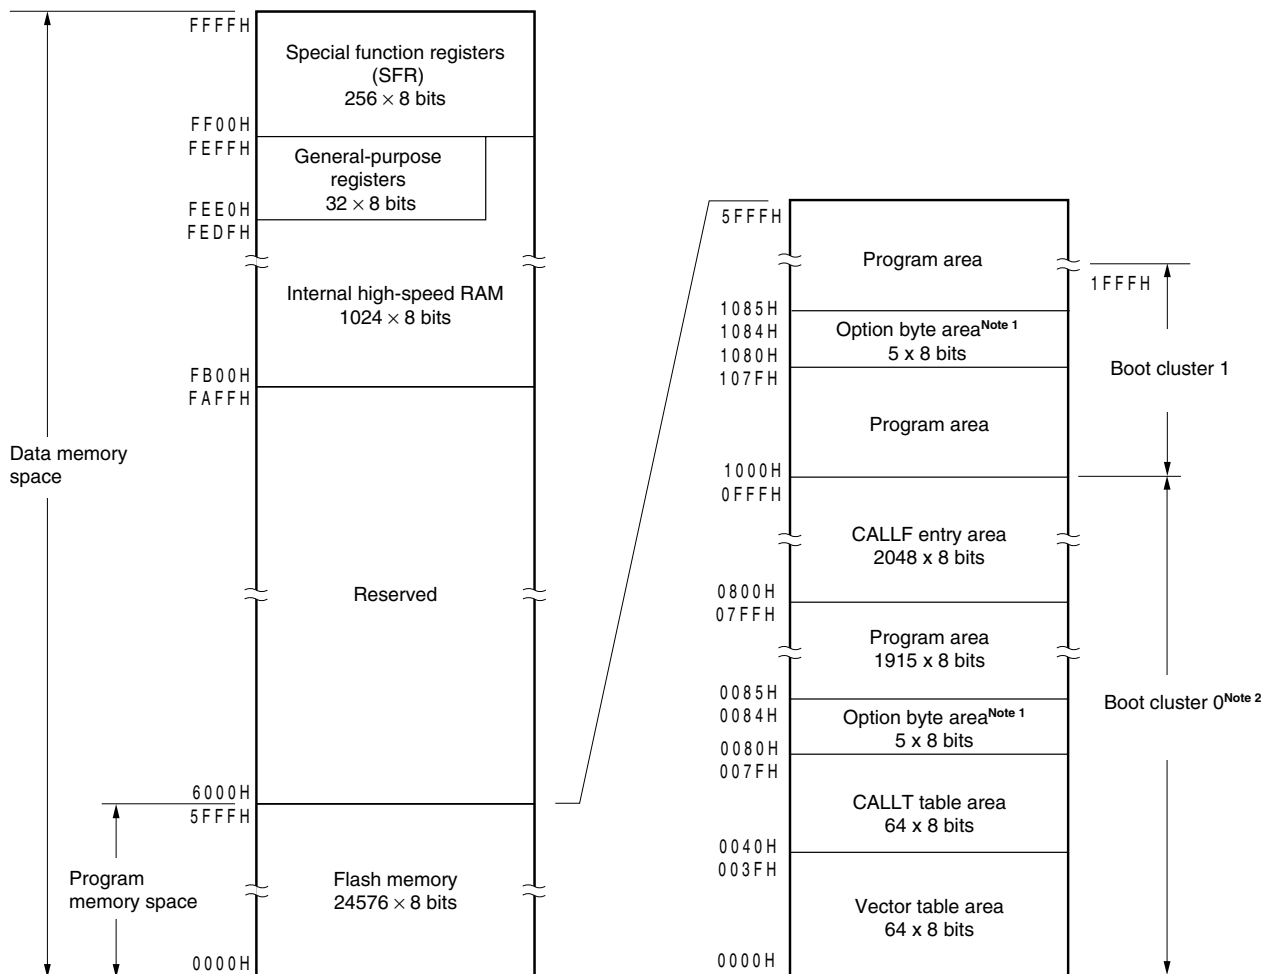 FFFFH
Special function registers
(SFR)
256 × 8 bits
FF00H
FEFFH
General-purpose
registers
32 × 8 bits
FEE0H
FEDFH
Internal high-speed RAM
1024 × 8 bits
FB00H
FAFFH
Data memory
space
Reserved
6000H
5FFFH
Program
memory space
Flash memory
24576 × 8 bits
0000H
5FFFH
Program area
1FFFH
1085H
1084H
Option byte areaNote 1
5 x 8 bits
1080H
107FH
Boot cluster 1
Program area
1000H
0FFFH
CALLF entry area
2048 x 8 bits
0800H
07FFH
Program area
1915 x 8 bits
0085H
0084H
Option byte areaNote 1
5 x 8 bits
Boot cluster 0Note 2
0080H
007FH
CALLT table area
64 x 8 bits
0040H
003FH
Vector table area
64 x 8 bits
0000H